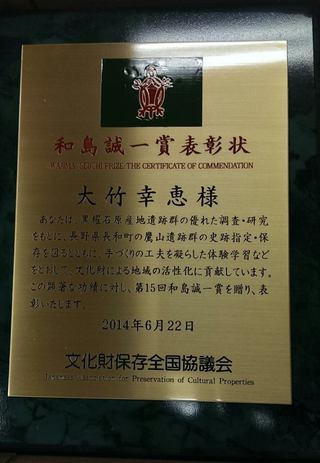 和島誠一賞表彰状
WAJIMA SEIICHI PRIZE/THE CERTIFICATE OF COMMENDATION
大竹幸恵様
あなたは、黒耀石原産地遺跡群の優れた調査・研究
をもとに、長野県長和町の鷹山遺跡群の史跡指定・保
存を図るとともに、手づくりの工夫を凝らした体験学習など
をとおして、文化財による地域の活性化に貢献しています。
この顕著な功績に対し、第15回和島誠一賞を贈り、表
彰いたします。
2014年6月22日
文化財保存全国協議会
Japanese Association for Preservation of Cultural Properties